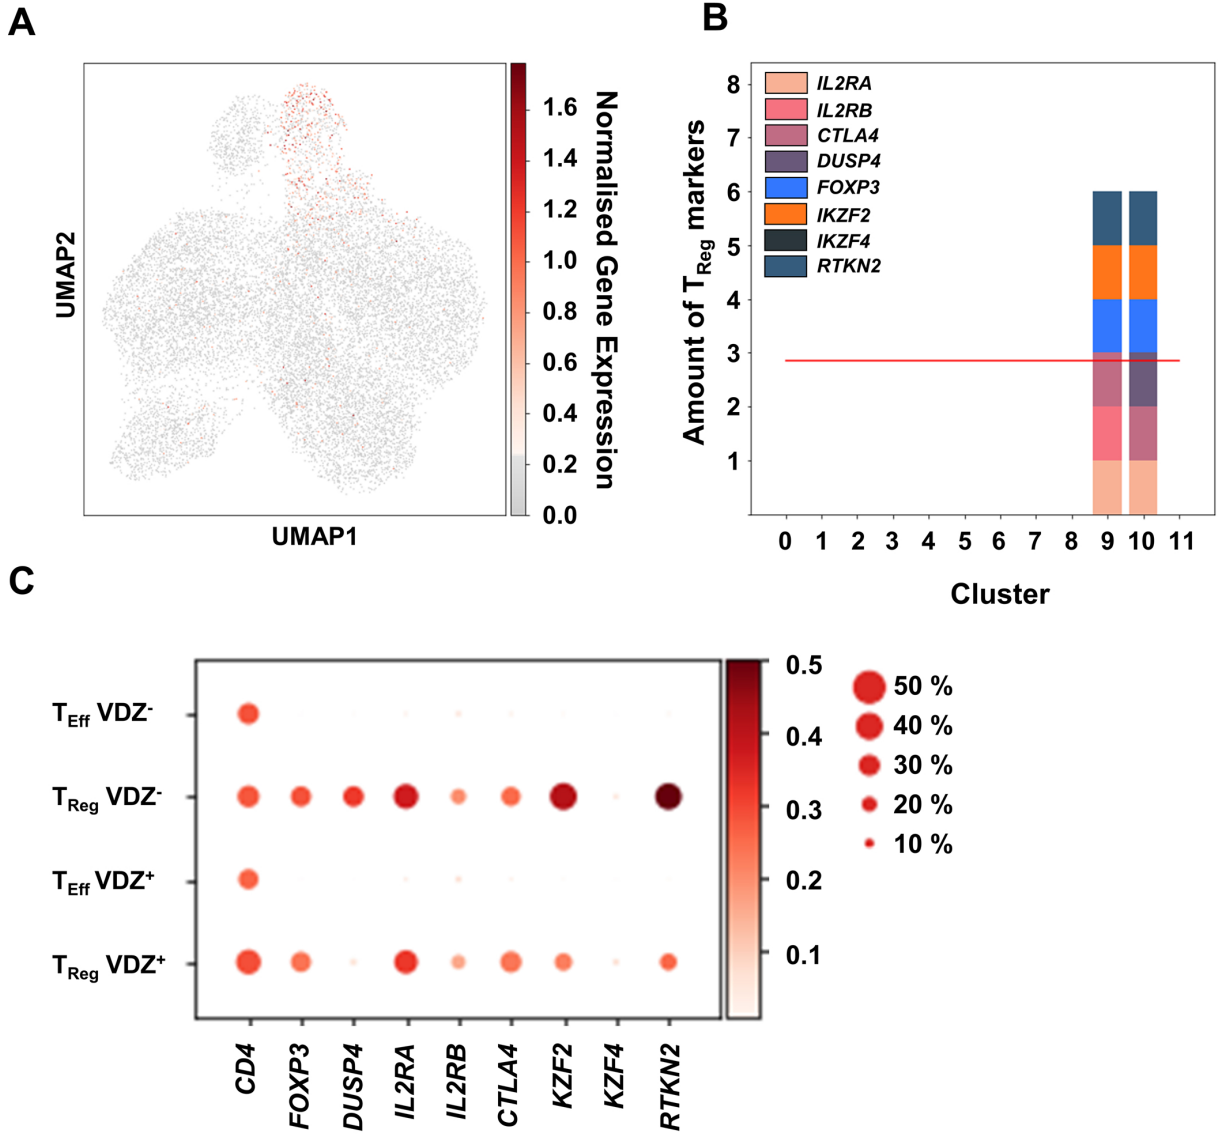 A
B
UMAP2
UMAP1
1.6
1.4
1.2
1.0
0.8
0.6
0.4
0.2
0.0
Normalised Gene Expression
Amount of TReg markers
8
7
6
5
4
3
2
1
IL2RA
IL2RB
CTLA4
DUSP4
FOXP3
IKZF2
IKZF4
RTKN2
0 1 2 3 4 5 6 7 8 9 10 11
Cluster
C
TEff VDZ-
TReg VDZ-
TEff VDZ+
TReg VDZ+
CD4
FOXP3
DUSP4
IL2RA
IL2RB
CTLA4
KZF2
KZF4
RTKN2
0.5
0.4
0.3
0.2
0.1
50 %
40 %
30 %
20 %
10 %